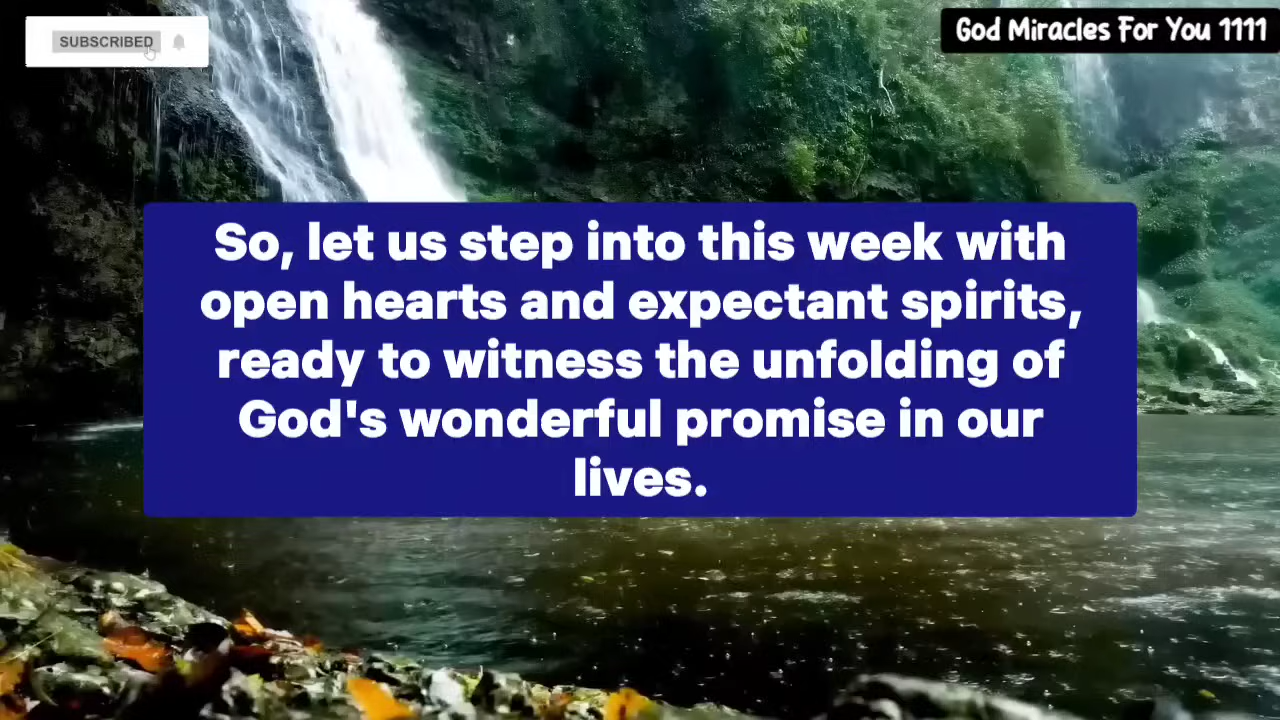 SUBSCRIBED
God Miracles For You 1111
So, let us step into this week with
open hearts and expectant spirits,
ready to witness the unfolding of
God's wonderful promise in our
lives.